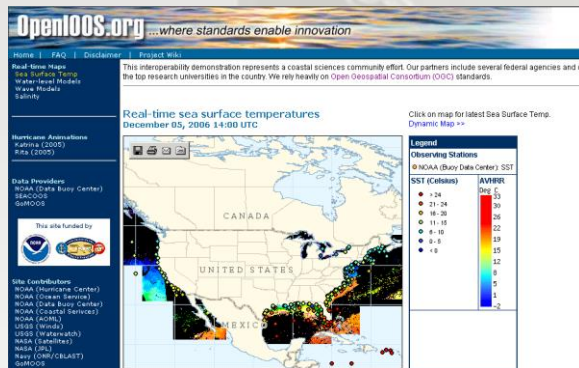 OpenIOOS.org ...where standards enable innovation
Home | FAQ | Disclaimer | Project Wiki
Real-time Maps
Sea Surface Temp
Water-level Models
Wave Models
Salinity
Hurricane Animations
Katrina (2005)
Rita (2005)
Data Providers
NOAA (Data Buoy Center)
SEACOOS
GoMOOS
This site funded by
Site Contributors
NOAA (Hurricane Center)
NOAA (Ocean Service)
NOAA (Data Buoy Center)
NOAA (Coastal Serivces)
NOAA (AOML)
USGS (Winds)
USGS (Waterwatch)
NASA (Satellites)
NASA (JPL)
Navy (ONR/CBLAST)
GoMOOS
This interoperability demonstration represents a coastal sciences community effort. Our partners include several federal agencies and
the top research universities in the country. We rely heavily on Open Geospatial Consortium (OGC) standards.
Real-time sea surface temperatures
December 05, 2006 14:00 UTC
Click on map for latest Sea Surface Temp.
Dynamic Map >>
CANADA
UNITED STATES
MEXICO
Legend
Observing Stations
NOAA (Buoy Data Center): SST
SST (Celsius)
> 24
21 - 24
16 - 20
11 - 15
6 - 10
0 - 5
< 0
AVHRR
Deg C
33
30
26
22
19
15
12
8
5
1
-2